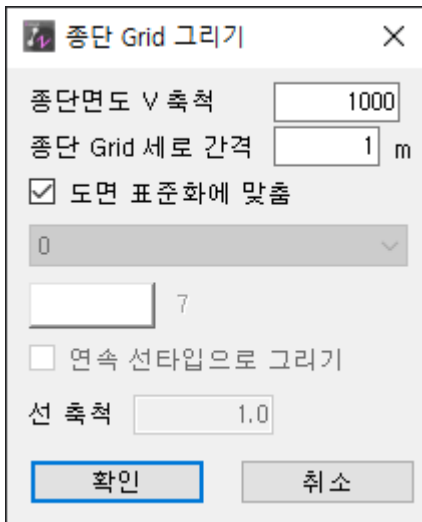 종단 Grid 그리기
종단면도 V 축척 1000
종단 Grid 세로 간격 1 m
도면 표준화에 맞춤
0
7
연속 선타입으로 그리기
선 축척 1.0
확인 취소